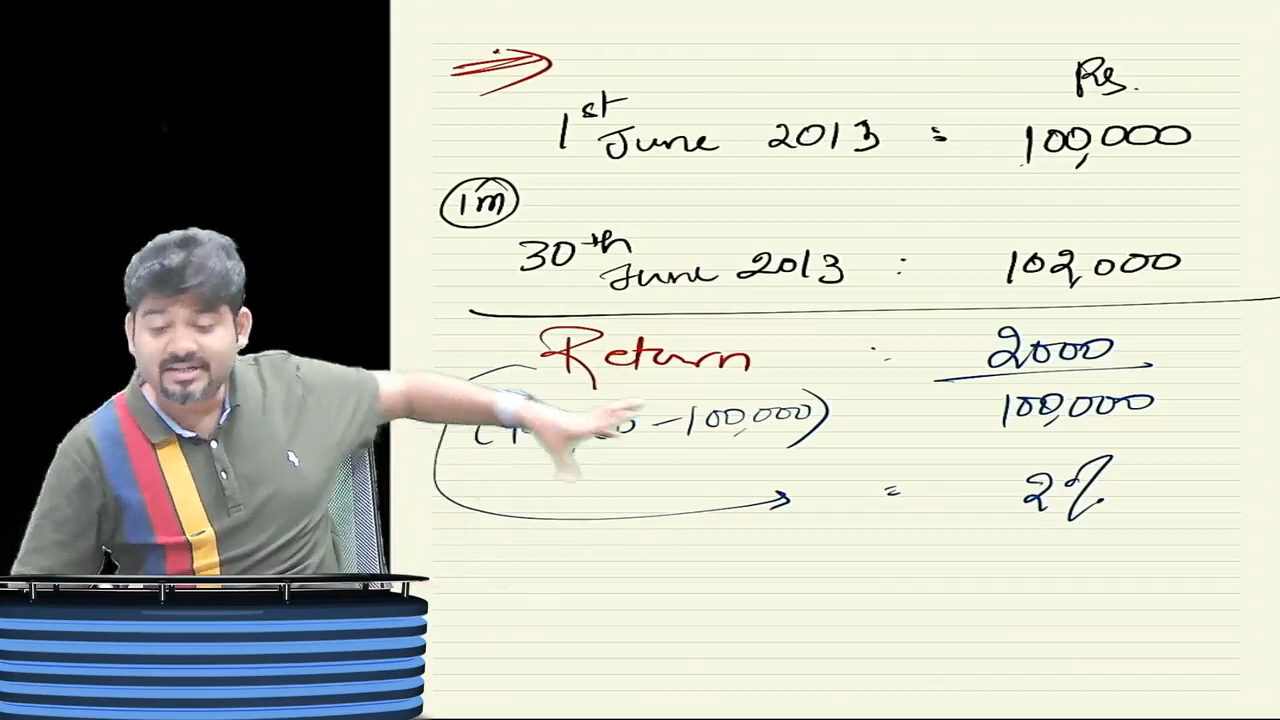 Rs.
1st June 2013 = 100,000
1m
30th June 2013 : 102,000
Return : 2000
- 100,000) 100,000
= 2%